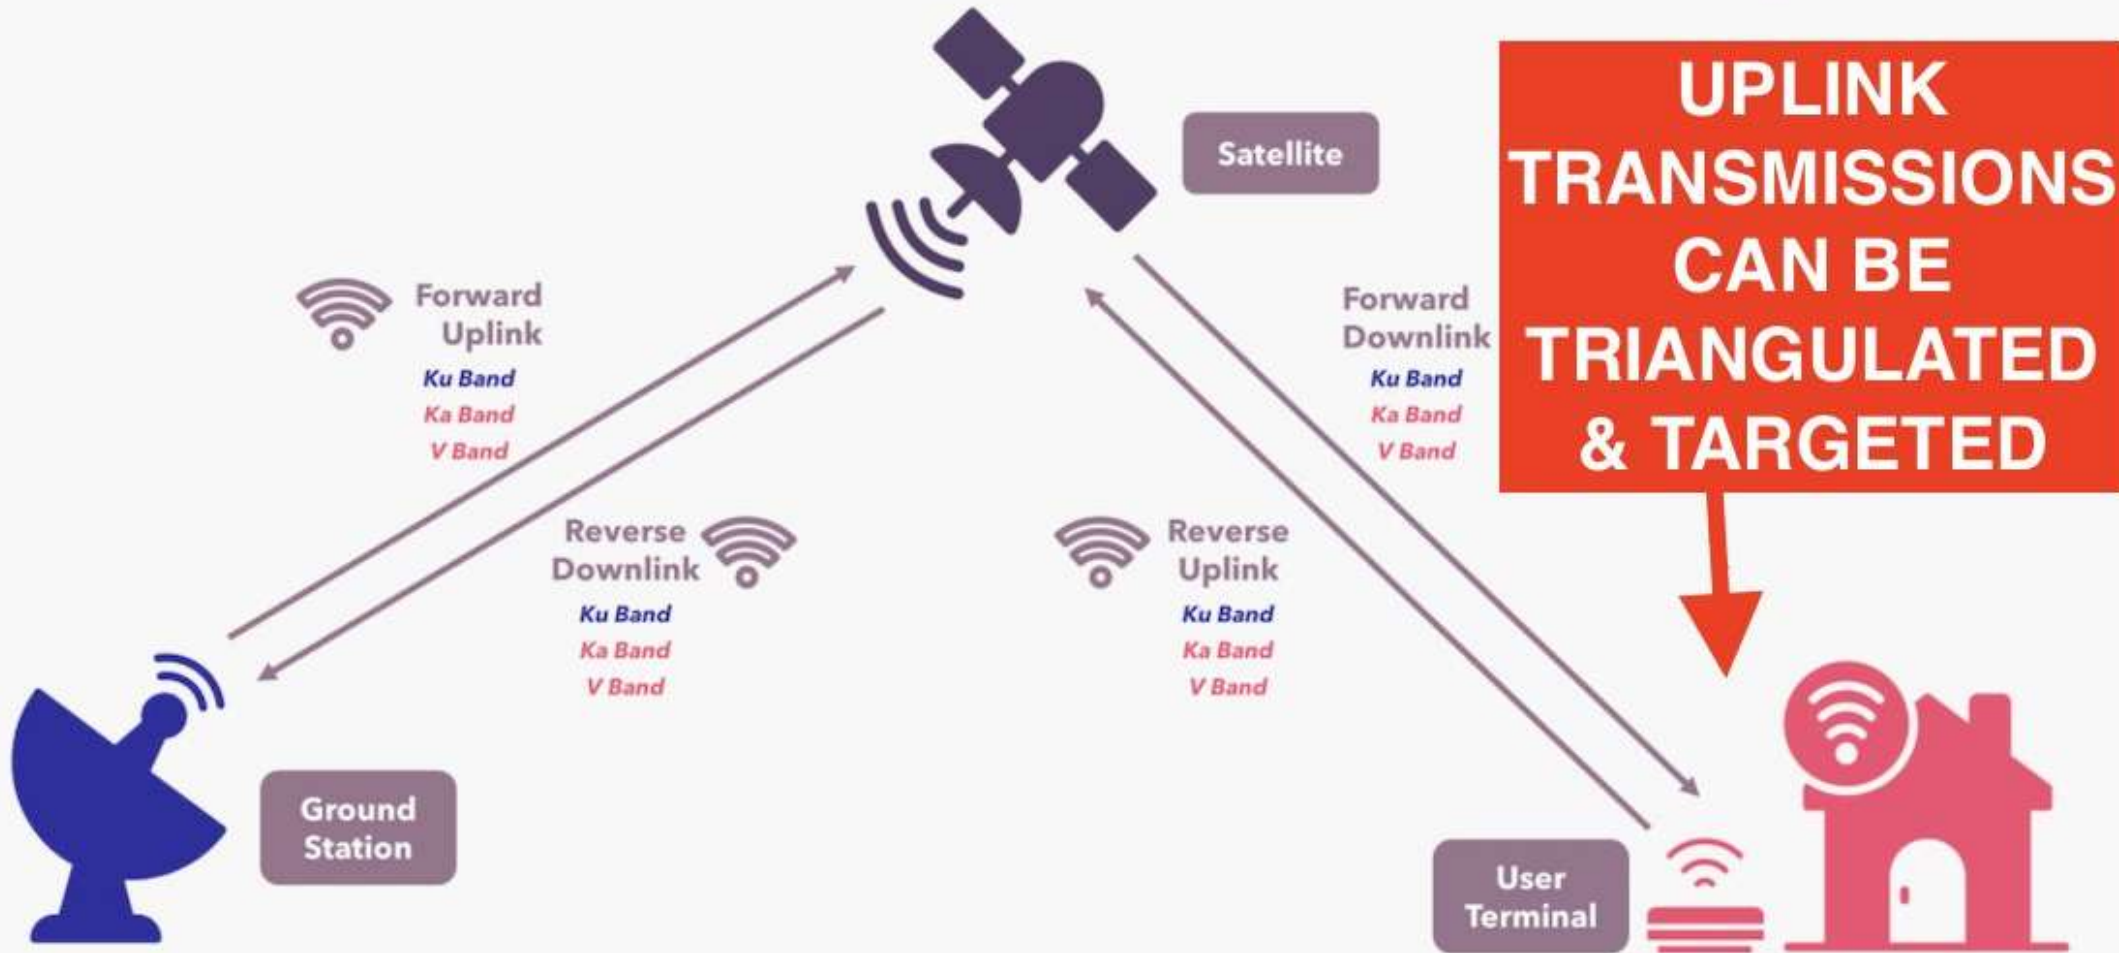 Satellite
UPLINK
TRANSMISSIONS
CAN BE
TRIANGULATED
& TARGETED
Forward
Uplink
Ku Band
Ka Band
V Band
Forward
Downlink
Ku Band
Ka Band
V Band
Reverse
Downlink
Ku Band
Ka Band
V Band
Reverse
Uplink
Ku Band
Ka Band
V Band
Ground
Station
User
Terminal